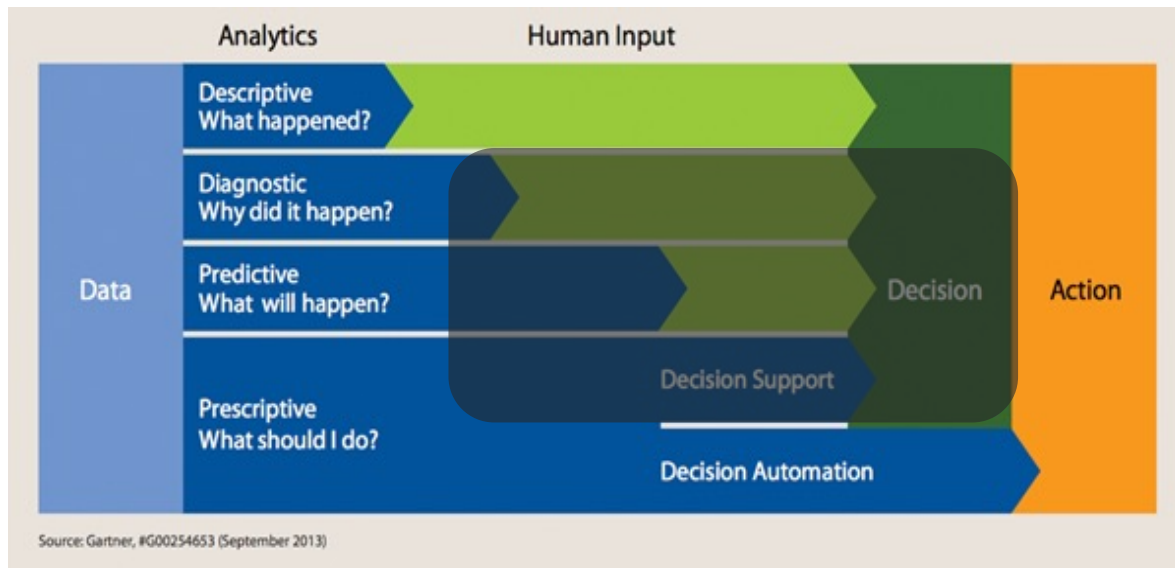 Analytics
Human Input
Descriptive
What happened?
Diagnostic
Why did it happen?
Predictive
What will happen?
Data
Decision
Action
Decision Support
Prescriptive
What should I do?
Decision Automation
Source: Gartner, #G00254653 (September 2013)